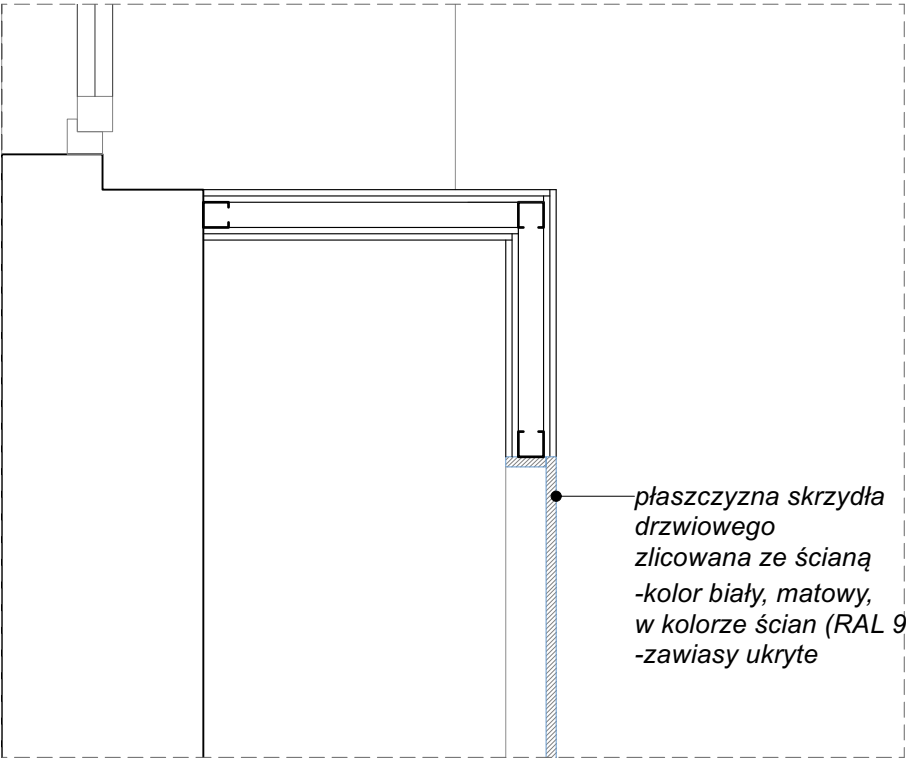 płaszczyzna skrzydła
drzwiowego
zlicowana ze ścianą
-kolor biały, matowy,
w kolorze ścian (RAL 9
-zawiasy ukryte